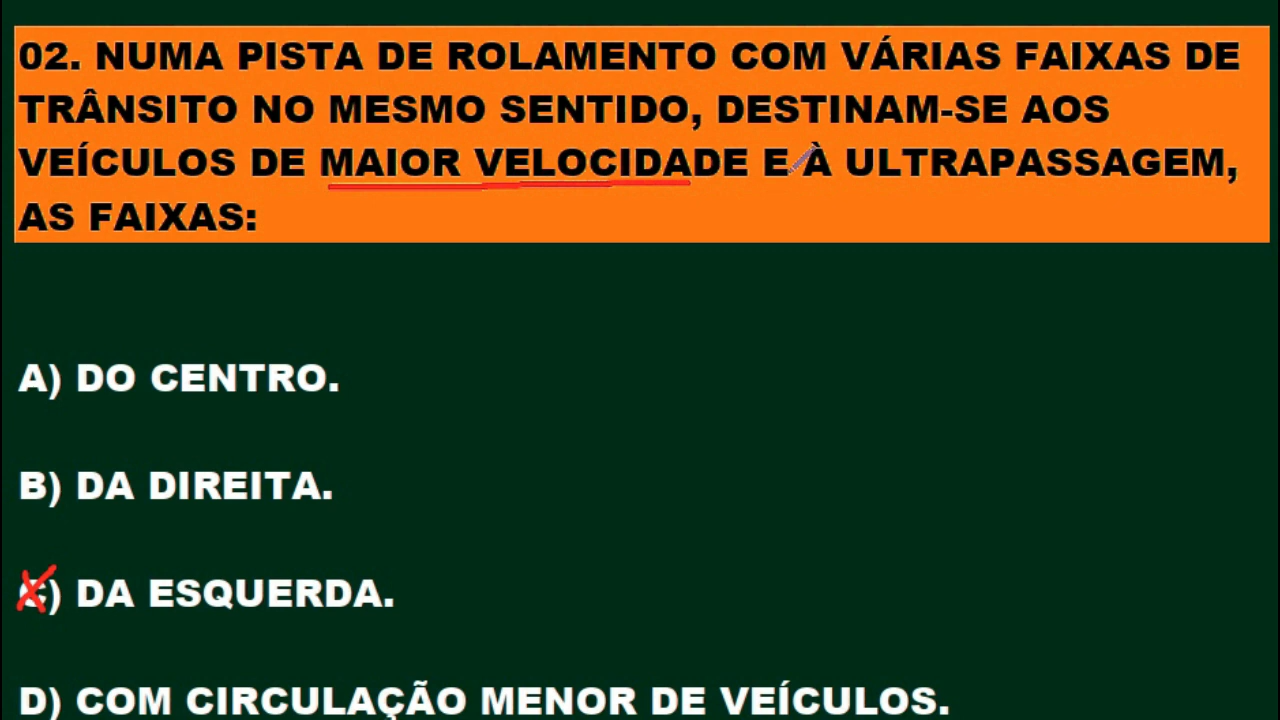 02. NUMA PISTA DE ROLAMENTO COM VÁRIAS FAIXAS DE
TRÂNSITO NO MESMO SENTIDO, DESTINAM-SE AOS
VEÍCULOS DE MAIOR VELOCIDADE E À ULTRAPASSAGEM,
AS FAIXAS:
A) DO CENTRO.
B) DA DIREITA.
C) DA ESQUERDA.
D) COM CIRCULAÇÃO MENOR DE VEÍCULOS.